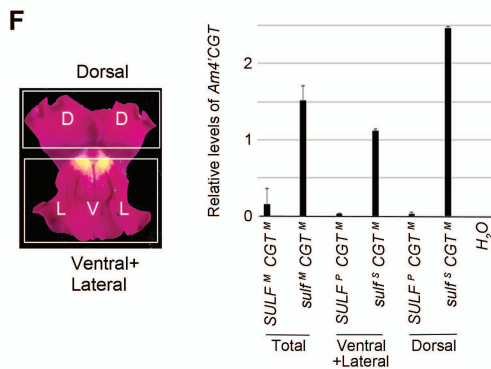 F
Dorsal
D D
L V L
Ventral+
Lateral
Relative levels of Am4'CGT
2
1
0
SULF M CGT M
sulf M CGT M
SULF P CGT M
sulf S CGT M
SULF P CGT M
sulf S CGT M
H2O
Total
Ventral
+Lateral
Dorsal